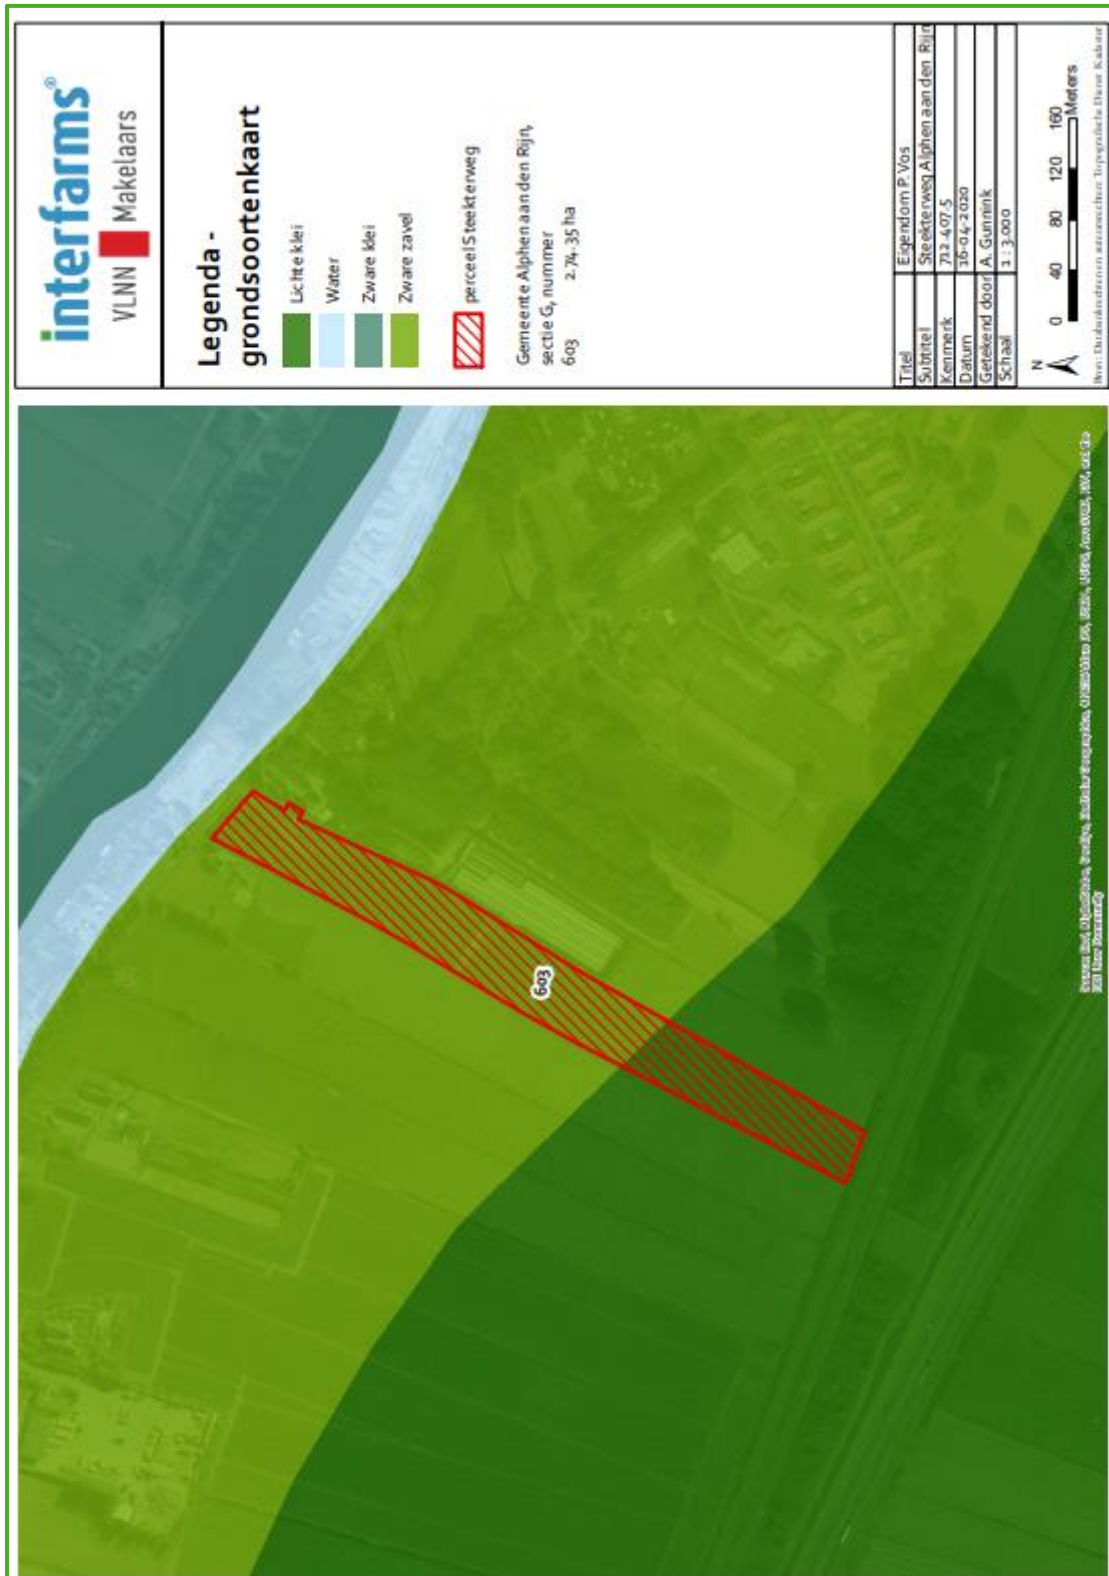 interfarms®
VLNN Makelaars
Legenda -
grondsoortenkaart
Lichte klei
Water
Zware klei
Zware zavel
perceel Steekterweg
Gemeente Alphen aan den Rijn,
sectie G, nummer
603 2.74.35 ha
Titel Eigendom P. Vos
Subtitel Steekterweg Alphen aan den Rijn
Kenmerk 712.407.5
Datum 16-04-2020
Getekend door A. Gunnink
Schaal 1 : 3.000
N
0 40 80 120 160
Meters
603